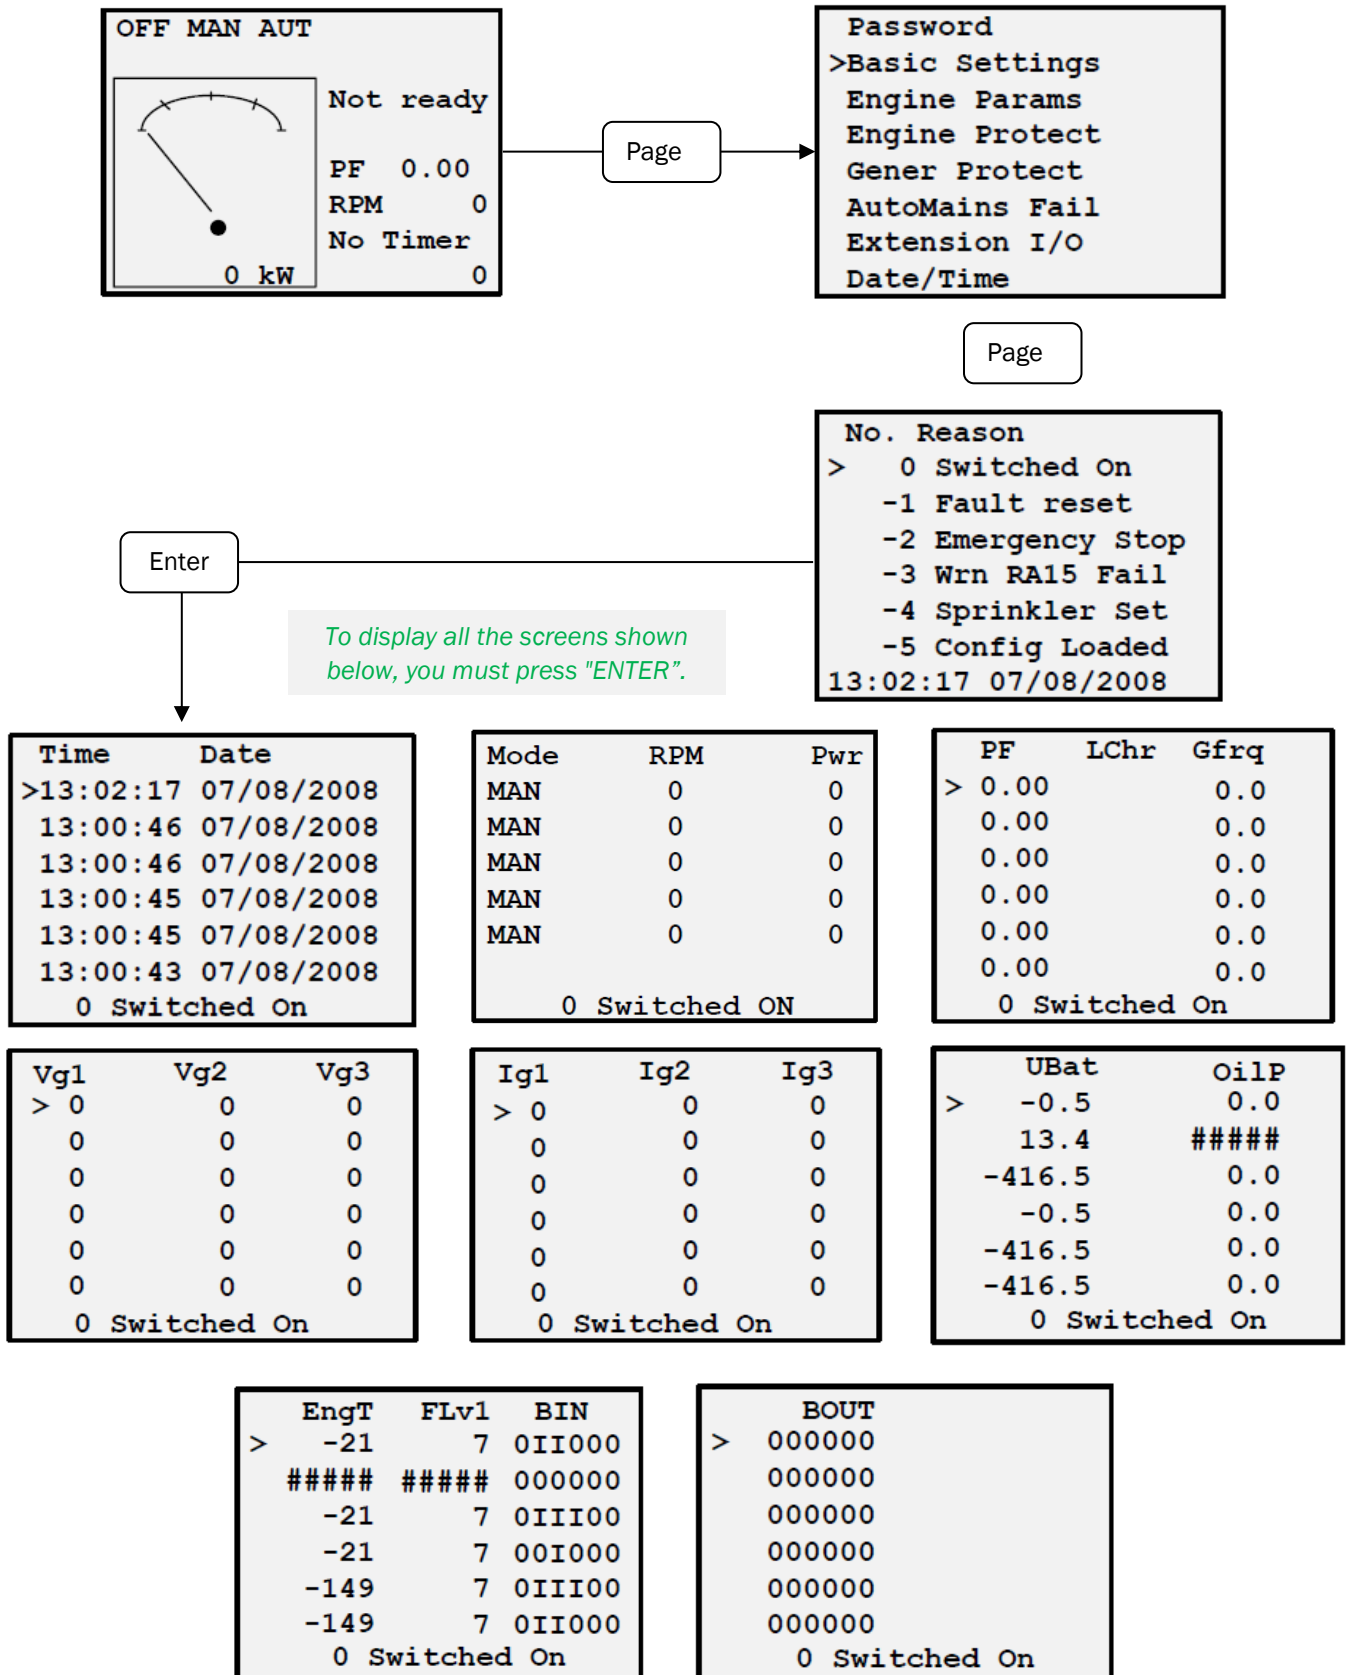 OFF MAN AUT
Not ready
PF 0.00
RPM 0
No Timer
0 kW 0
Page
Password
>Basic Settings
Engine Params
Engine Protect
Gener Protect
AutoMains Fail
Extension I/O
Date/Time
Page
No. Reason
> 0 Switched On
-1 Fault reset
-2 Emergency Stop
-3 Wrn RA15 Fail
-4 Sprinkler Set
-5 Config Loaded
13:02:17 07/08/2008
Enter
To display all the screens shown
below, you must press "ENTER”.
Time Date
>13:02:17 07/08/2008
13:00:46 07/08/2008
13:00:46 07/08/2008
13:00:45 07/08/2008
13:00:45 07/08/2008
13:00:43 07/08/2008
0 Switched On
Mode RPM Pwr
MAN 0 0
MAN 0 0
MAN 0 0
MAN 0 0
MAN 0 0
0 Switched ON
PF LChr Gfrq
> 0.00 0.0
0.00 0.0
0.00 0.0
0.00 0.0
0.00 0.0
0.00 0.0
0 Switched On
Vg1 Vg2 Vg3
> 0 0 0
0 0 0
0 0 0
0 0 0
0 0 0
0 0 0
0 Switched On
Ig1 Ig2 Ig3
> 0 0 0
0 0 0
0 0 0
0 0 0
0 0 0
0 0 0
0 Switched On
UBat OilP
> -0.5 0.0
13.4 #####
-416.5 0.0
-0.5 0.0
-416.5 0.0
-416.5 0.0
0 Switched On
EngT FLv1 BIN
> -21 7 0II000
##### ##### 000000
-21 7 0III00
-21 7 00I000
-149 7 0III00
-149 7 0II000
0 Switched On
BOUT
> 000000
000000
000000
000000
000000
000000
0 Switched On